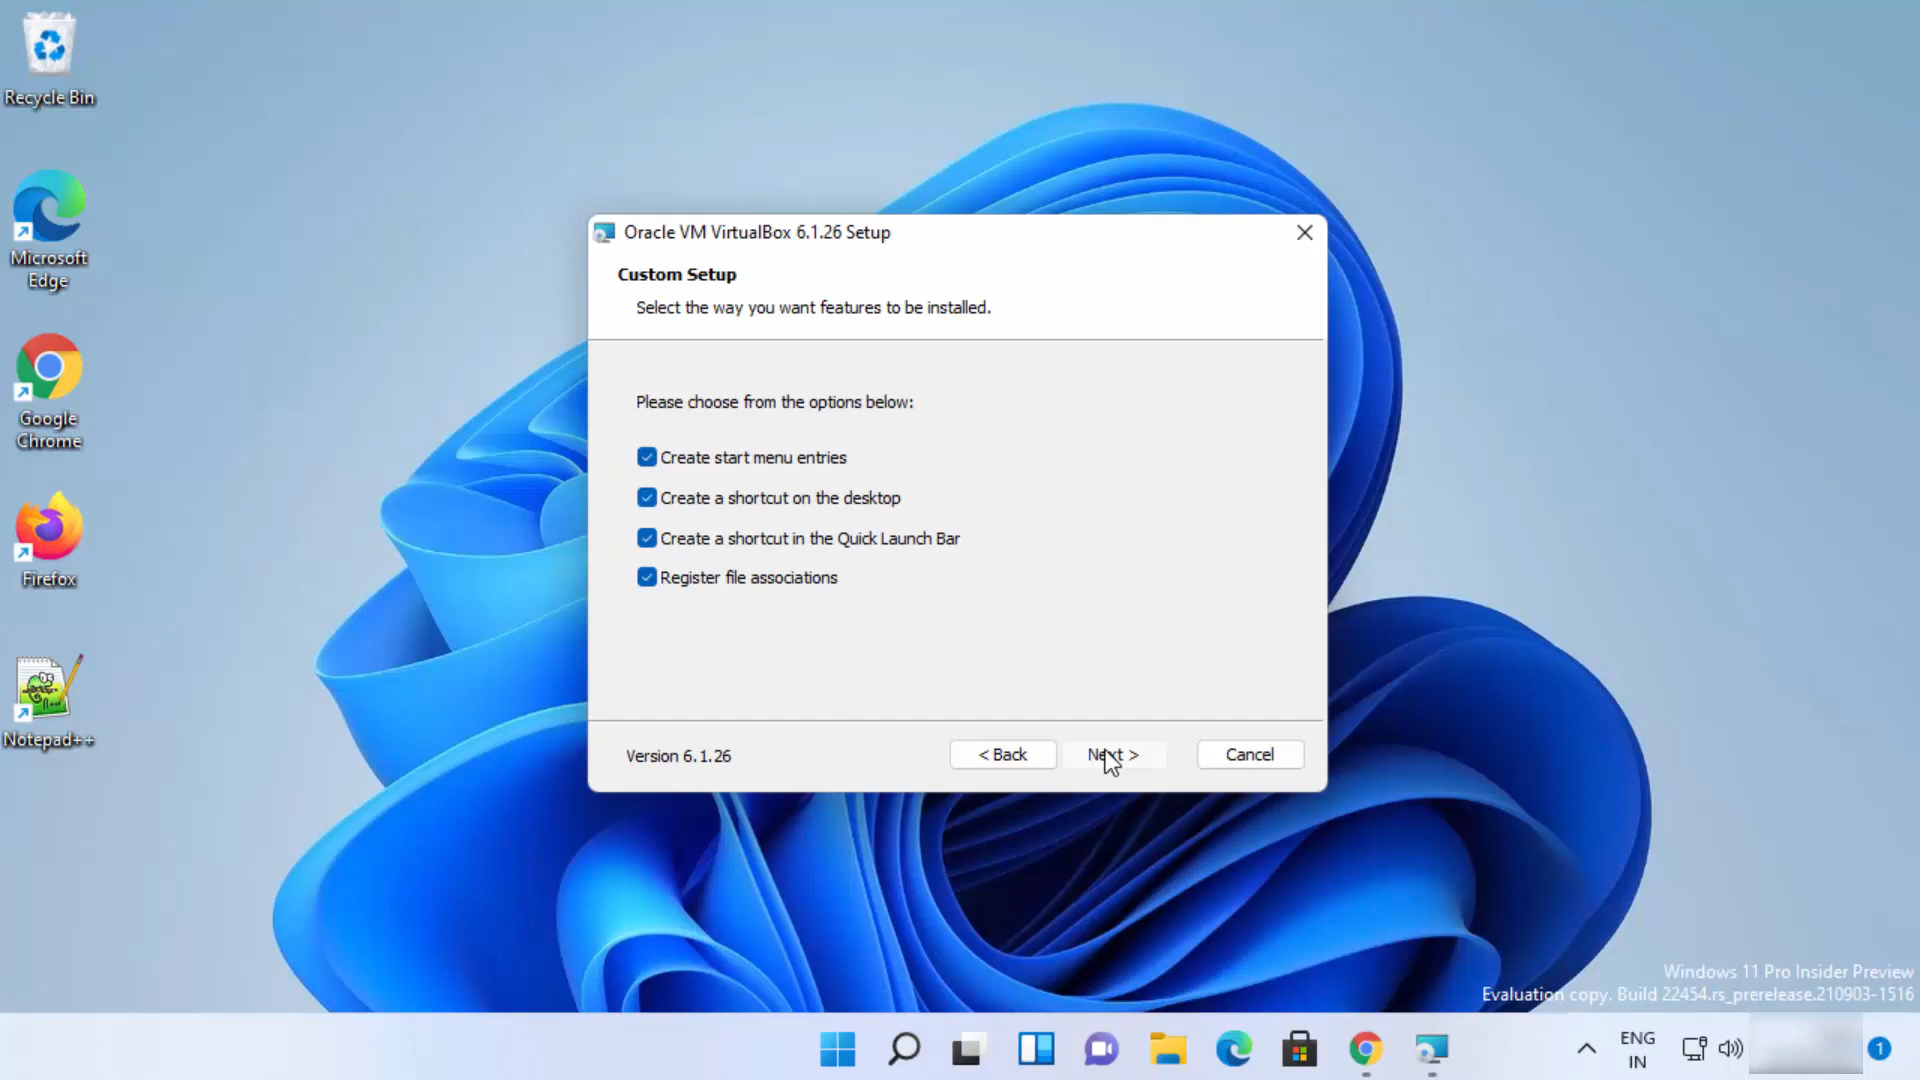 Recycle Bin
Microsoft
Edge
Google
Chrome
Firefox
Notepad++
Oracle VM VirtualBox 6.1.26 Setup
Custom Setup
Select the way you want features to be installed.
Please choose from the options below:
Create start menu entries
Create a shortcut on the desktop
Create a shortcut in the Quick Launch Bar
Register file associations
Version 6.1.26
< Back
Next >
Cancel
Windows 11 Pro Insider Preview
Evaluation copy. Build 22454.rs_prerelease.210903-1516
ENG
IN
1